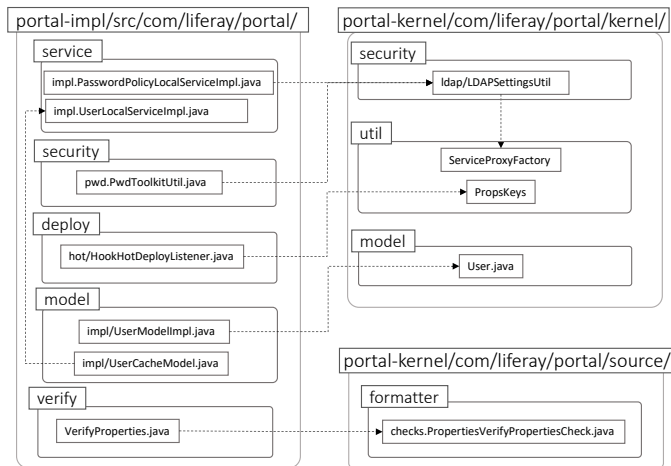 portal-impl/src/com/liferay/portal/
service
impl.PasswordPolicyLocalServiceImpl.java
impl.UserLocalServiceImpl.java
security
pwd.PwdToolkitUtil.java
deploy
hot/HookHotDeployListener.java
model
impl/UserModelImpl.java
impl/UserCacheModel.java
verify
VerifyProperties.java
portal-kernel/com/liferay/portal/kernel/
security
ldap/LDAPSettingsUtil
util
ServiceProxyFactory
PropsKeys
model
User.java
portal-kernel/com/liferay/portal/source/
formatter
checks.PropertiesVerifyPropertiesCheck.java